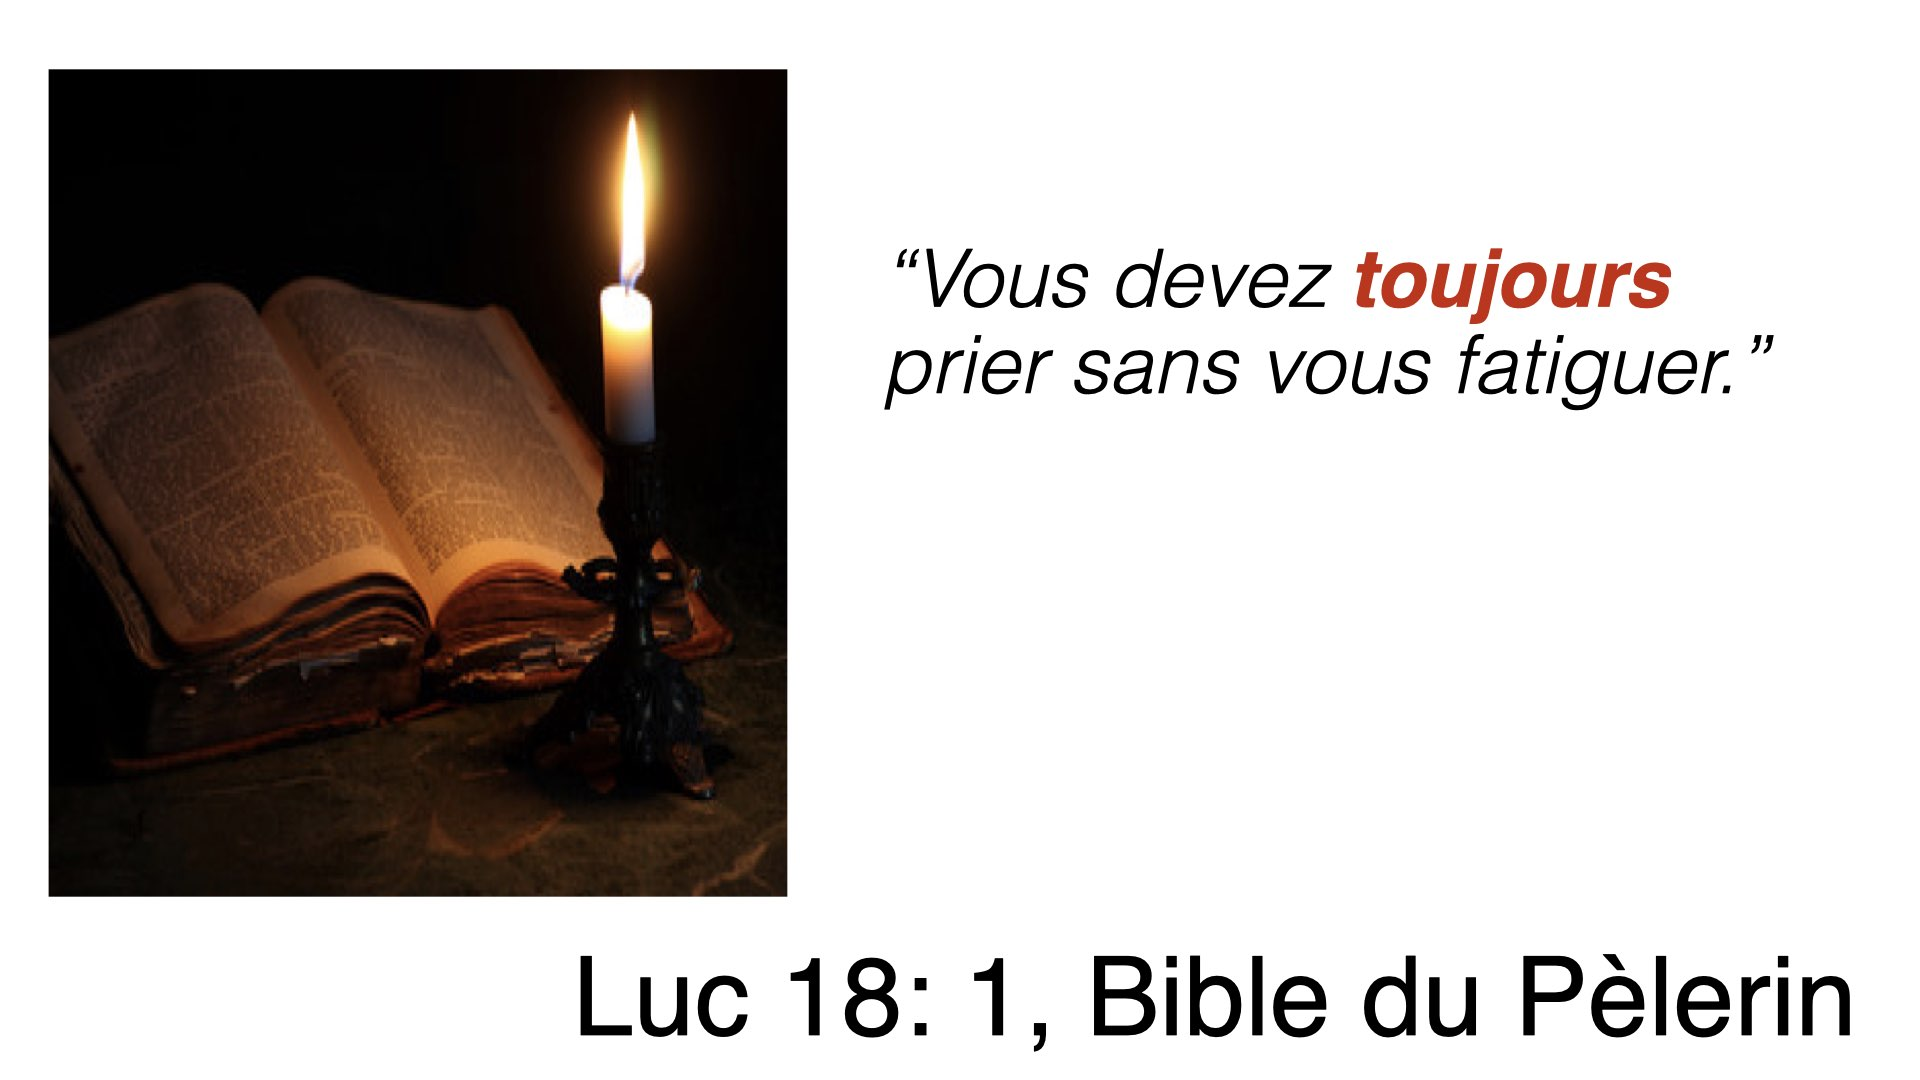 “Vous devez toujours
prier sans vous fatiguer.”
Luc 18: 1, Bible du Pèlerin